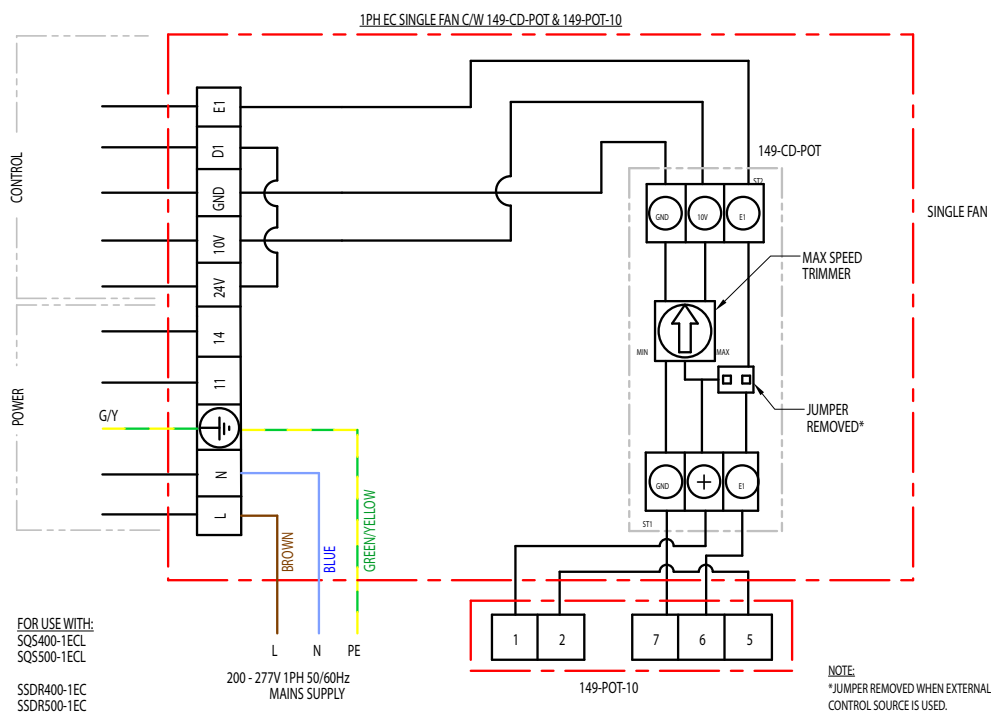 1PH EC SINGLE FAN C/W 149-CD-POT & 149-POT-10
CONTROL
POWER
E1
D1
GND
10V
24V
14
11
N
L
G/Y
BROWN
BLUE
GREEN/YELLOW
L N PE
200 - 277V 1PH 50/60Hz
MAINS SUPPLY
149-CD-POT
ST2
GND 10V E1
SINGLE FAN
MAX SPEED
TRIMMER
MIN MAX
JUMPER
REMOVED*
GND + E1
ST1
1 2 7 6 5
149-POT-10
FOR USE WITH:
SQS400-1ECL
SQS500-1ECL
SSDR400-1EC
SSDR500-1EC
NOTE:
*JUMPER REMOVED WHEN EXTERNAL
CONTROL SOURCE IS USED.